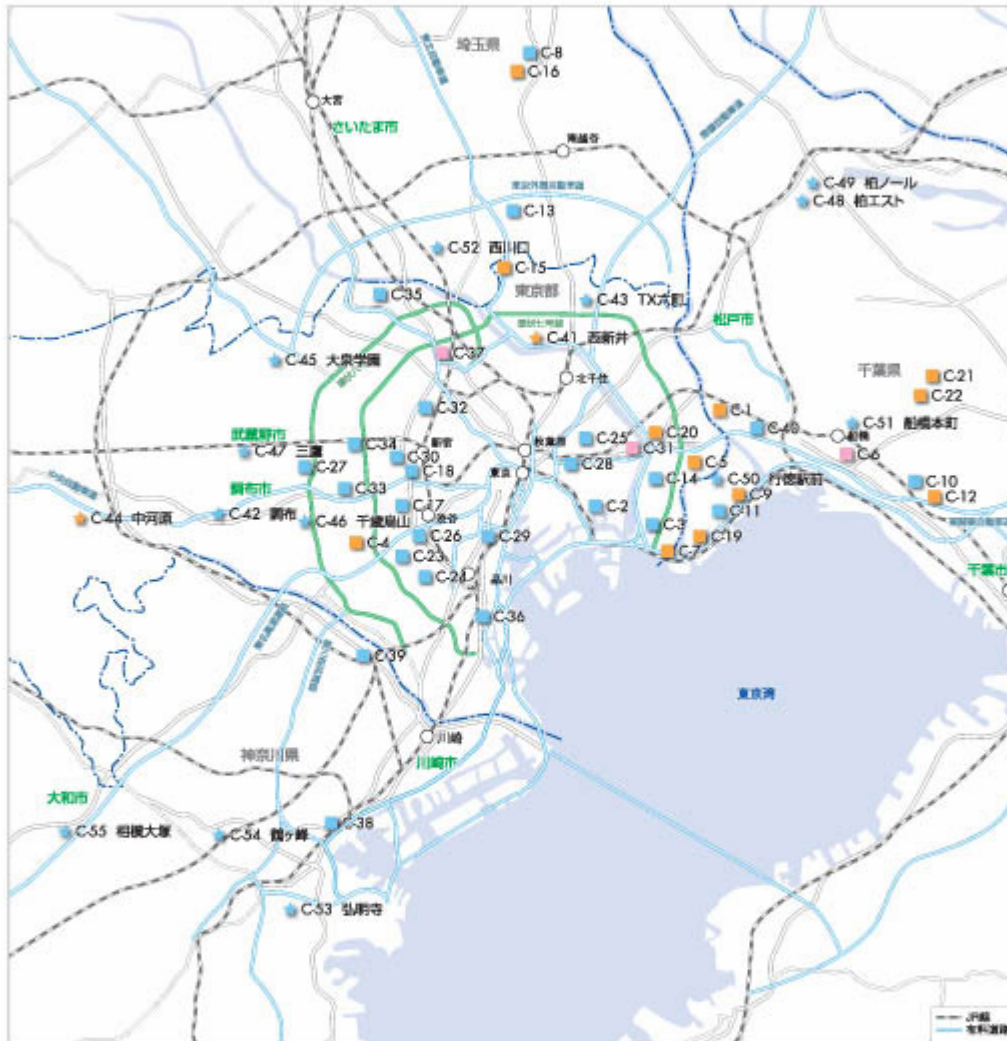 埼玉県
C-8
C-16
大宮
さいたま市
南越谷
C-49 柏ノール
C-48 柏エスト
C-13
C-52 西川口
C-15
東京都
C-35
C-43
松戸市
C-41 西新井
C-37
C-45 大泉学園
北千住
千葉県
C-21
C-22
C-32
C-1
C-40
C-51 船橋本町
船橋
C-6
武蔵野市
C-47 三鷹
C-34
新宿
秋葉原
C-25
C-20
C-31
C-30
C-27
C-18
東京
C-28
C-5
C-14
C-50 行徳駅前
C-10
C-12
調布市
C-33
C-9
C-11
C-44 中河原
C-42 調布
C-46 千歳烏山
C-17
渋谷
C-2
C-3
C-26
C-29
C-19
C-4
C-7
C-23
C-24
品川
千葉市
C-36
C-39
東京湾
川崎
神奈川県
川崎市
大和市
C-55 相模大塚
C-54 鶴ヶ峰
C-38
C-53 弘明寺
JR線
有料道路